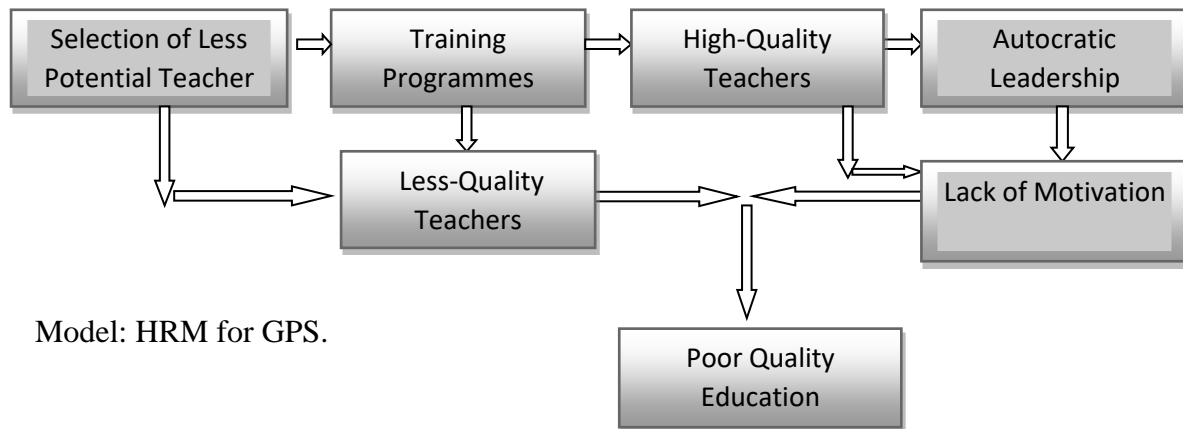 Selection of Less
Potential Teacher
Training
Programmes
High-Quality
Teachers
Autocratic
Leadership
Less-Quality
Teachers
Lack of Motivation
Model: HRM for GPS.
Poor Quality
Education